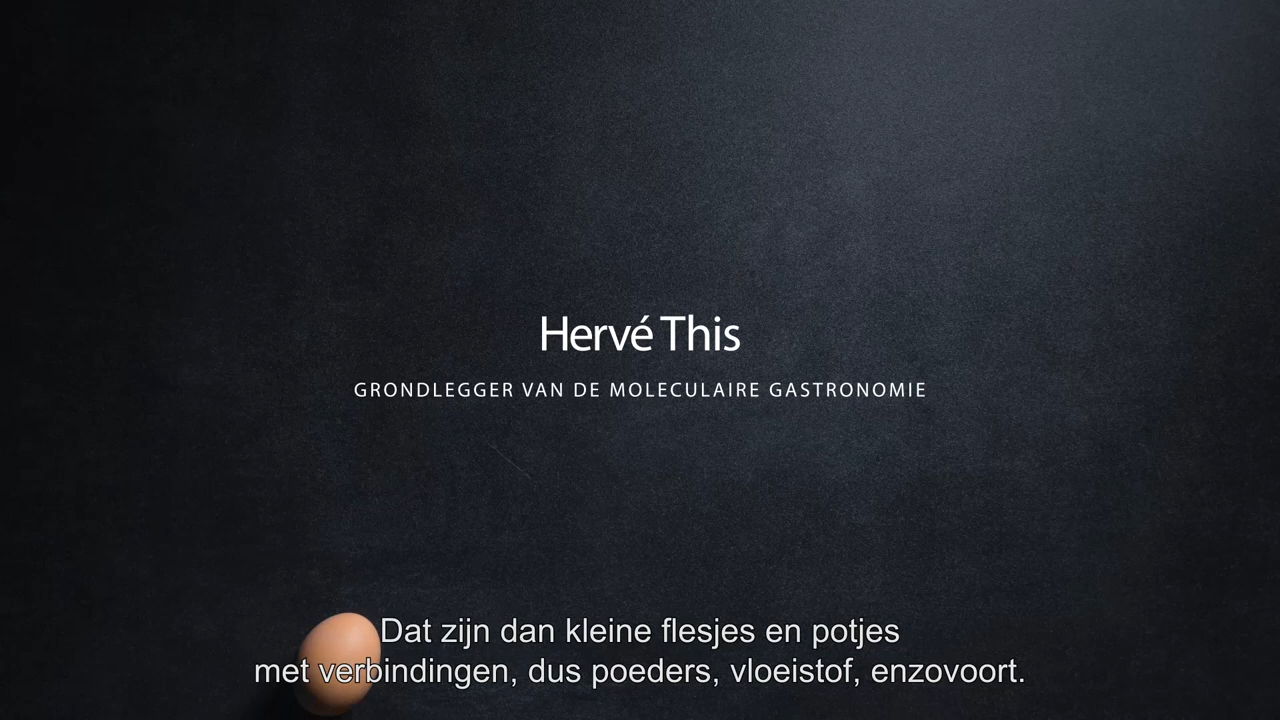 Hervé This
GRONDLEGGER VAN DE MOLECULAIRE GASTRONOMIE
Dat zijn dan kleine flesjes en potjes
met verbindingen, dus poeders, vloeistof, enzovoort.